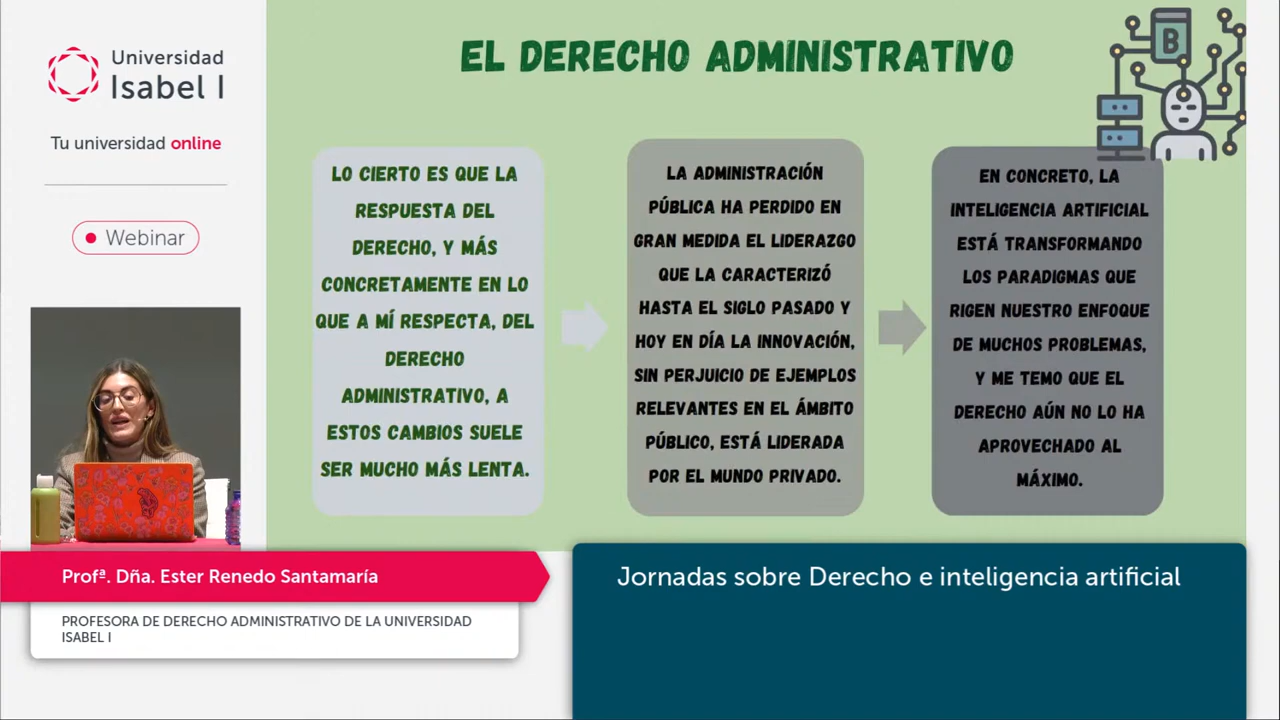 Universidad
Isabel I
Tu universidad online
Webinar
EL DERECHO ADMINISTRATIVO
B
LO CIERTO ES QUE LA
RESPUESTA DEL
DERECHO, Y MÁS
CONCRETAMENTE EN LO
QUE A MÍ RESPECTA, DEL
DERECHO
ADMINISTRATIVO, A
ESTOS CAMBIOS SUELE
SER MUCHO MÁS LENTA.
LA ADMINISTRACIÓN
PÚBLICA HA PERDIDO EN
GRAN MEDIDA EL LIDERAZGO
QUE LA CARACTERIZÓ
HASTA EL SIGLO PASADO Y
HOY EN DÍA LA INNOVACIÓN,
SIN PERJUICIO DE EJEMPLOS
RELEVANTES EN EL ÁMBITO
PÚBLICO, ESTÁ LIDERADA
POR EL MUNDO PRIVADO.
EN CONCRETO, LA
INTELIGENCIA ARTIFICIAL
ESTÁ TRANSFORMANDO
LOS PARADIGMAS QUE
RIGEN NUESTRO ENFOQUE
DE MUCHOS PROBLEMAS,
Y ME TEMO QUE EL
DERECHO AÚN NO LO HA
APROVECHADO AL
MÁXIMO.
Profª. Dña. Ester Renedo Santamaría
PROFESORA DE DERECHO ADMINISTRATIVO DE LA UNIVERSIDAD
ISABEL I
Jornadas sobre Derecho e inteligencia artificial